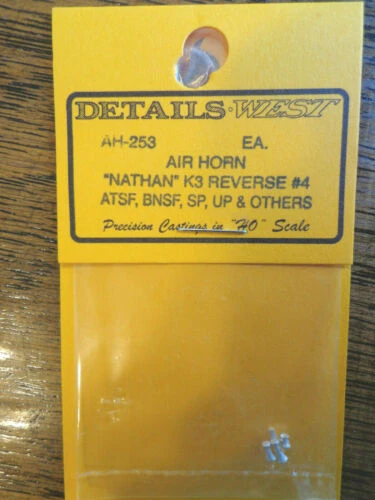 DETAILS·WEST
AH-253 EA.
AIR HORN
"NATHAN" K3 REVERSE #4
ATSF, BNSF, SP, UP & OTHERS
Precision Castings in "HO" Scale